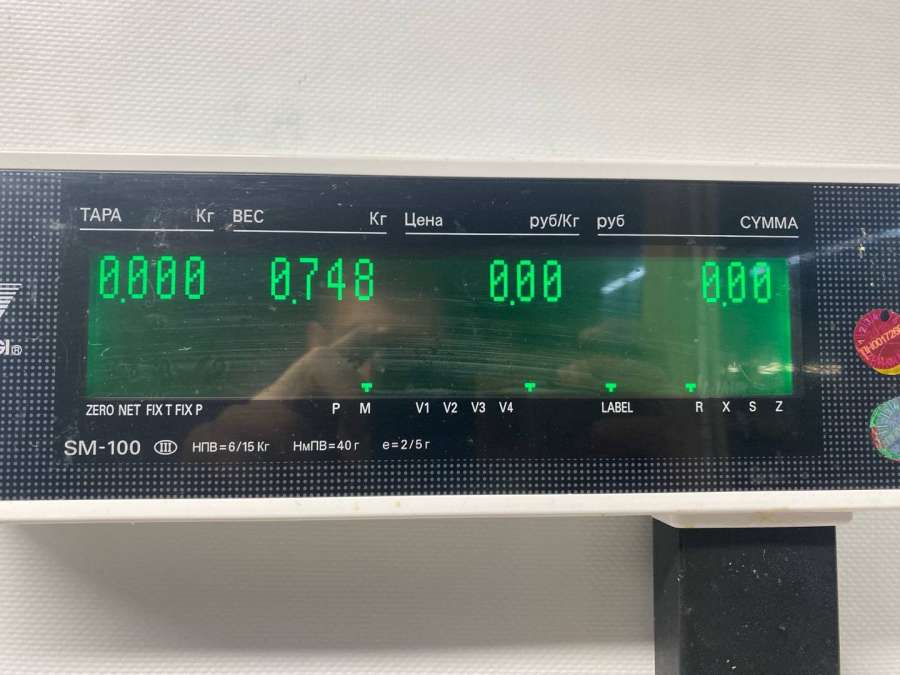 ТАРА Кг ВЕС Кг Цена руб/Кг руб СУММА
0.000 0.748 0.00 0.00
ZERO NET FIX T FIX P P M V1 V2 V3 V4 LABEL R X S Z
SM-100 III НПВ=6/15 Кг НмПВ=40 г e=2/5 г